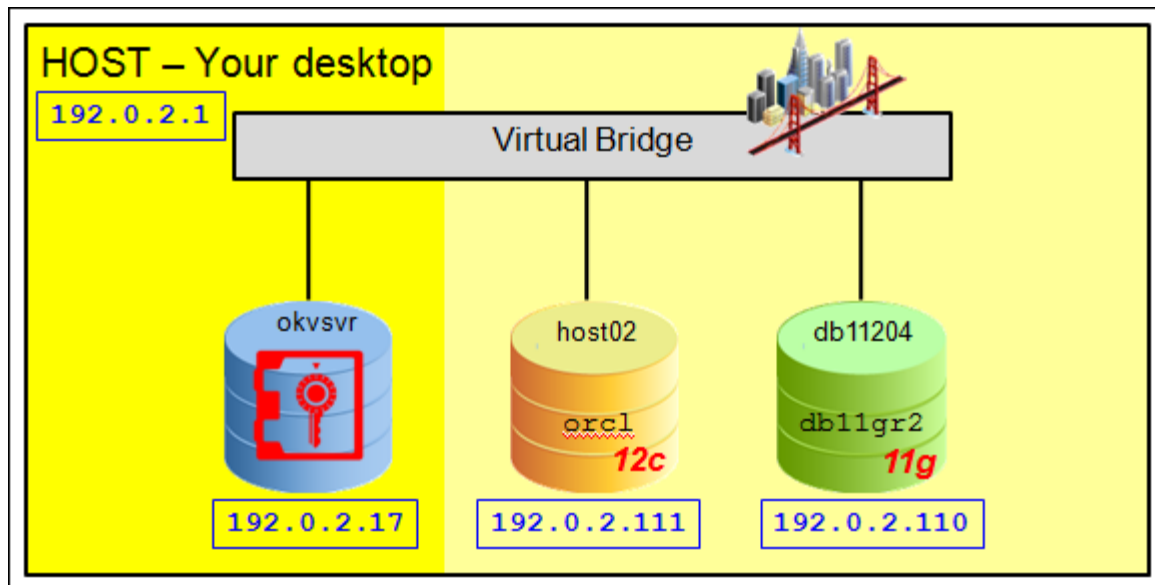 HOST – Your desktop
192.0.2.1
Virtual Bridge
okvsvr
host02
db11204
orcl
12c
db11gr2
11g
192.0.2.17
192.0.2.111
192.0.2.110